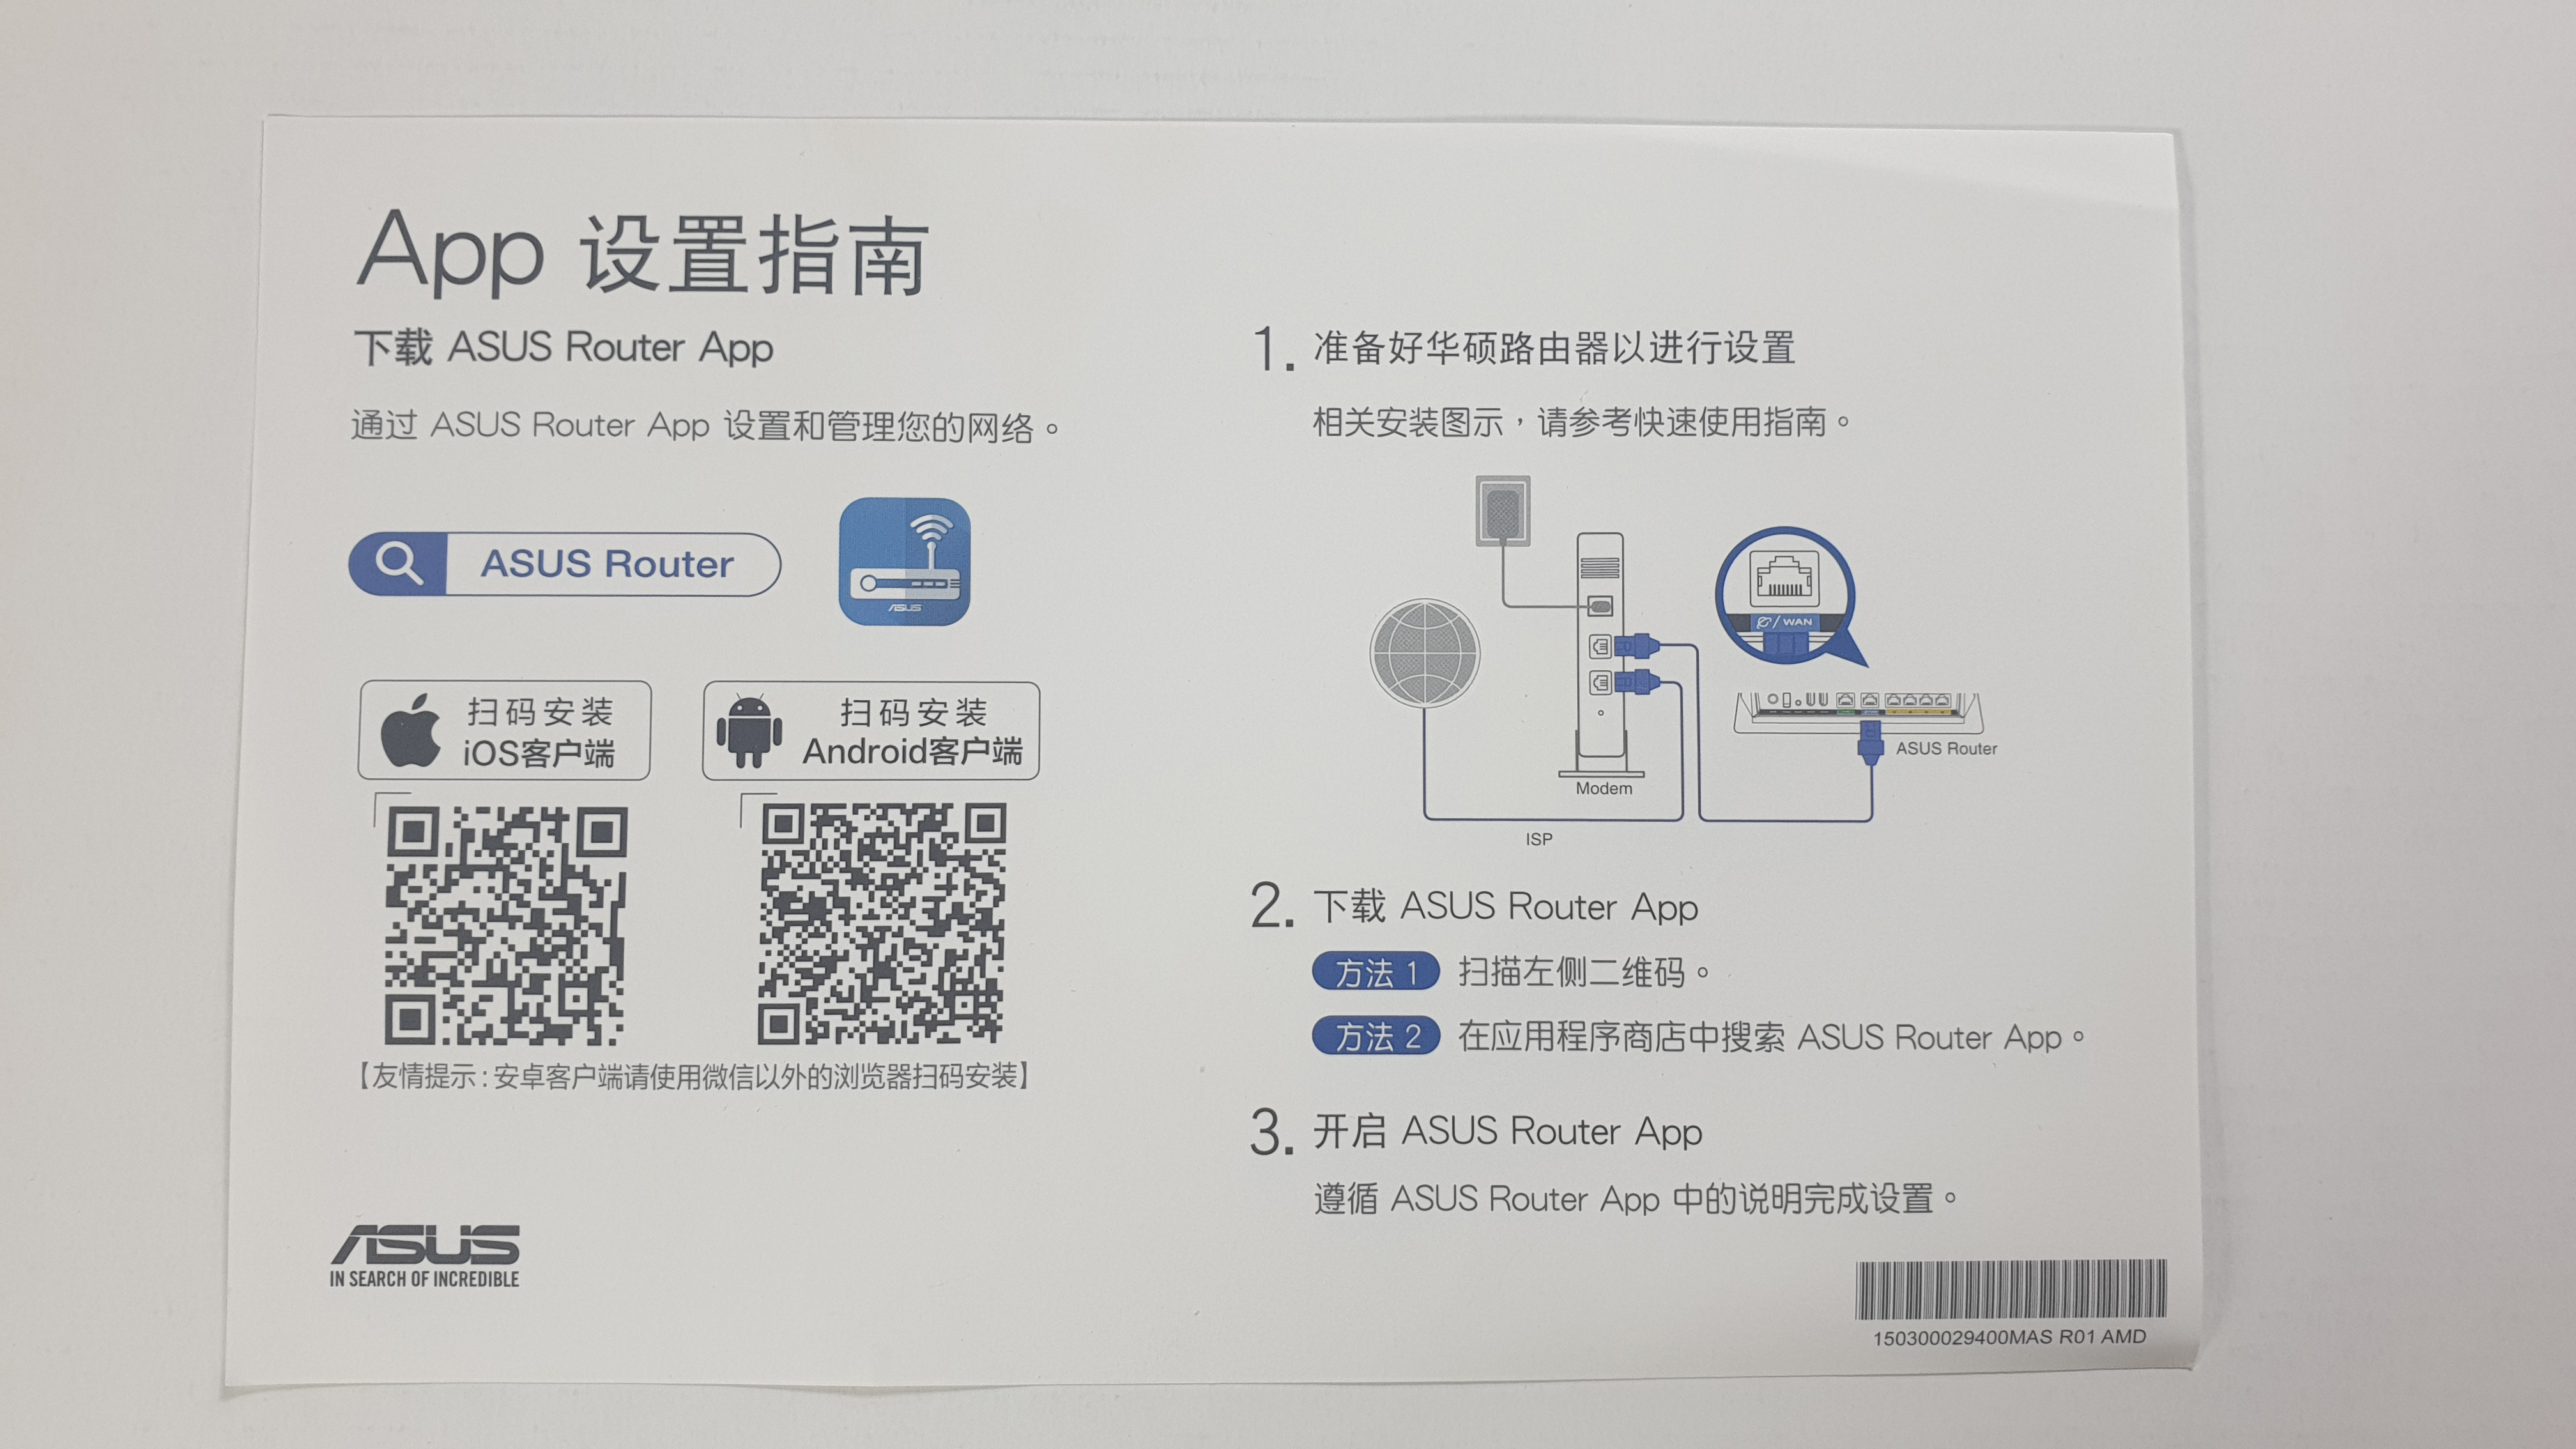 App 设置指南
下载 ASUS Router App
通过 ASUS Router App 设置和管理您的网络。
ASUS Router
ASUS
扫码安装
iOS客户端
扫码安装
Android客户端
【友情提示:安卓客户端请使用微信以外的浏览器扫码安装】
ASUS
IN SEARCH OF INCREDIBLE
1. 准备好华硕路由器以进行设置
相关安装图示，请参考快速使用指南。
/ WAN
ASUS Router
Modem
ISP
2. 下载 ASUS Router App
方法 1 扫描左侧二维码。
方法 2 在应用程序商店中搜索 ASUS Router App。
3. 开启 ASUS Router App
遵循 ASUS Router App 中的说明完成设置。
150300029400MAS R01 AMD